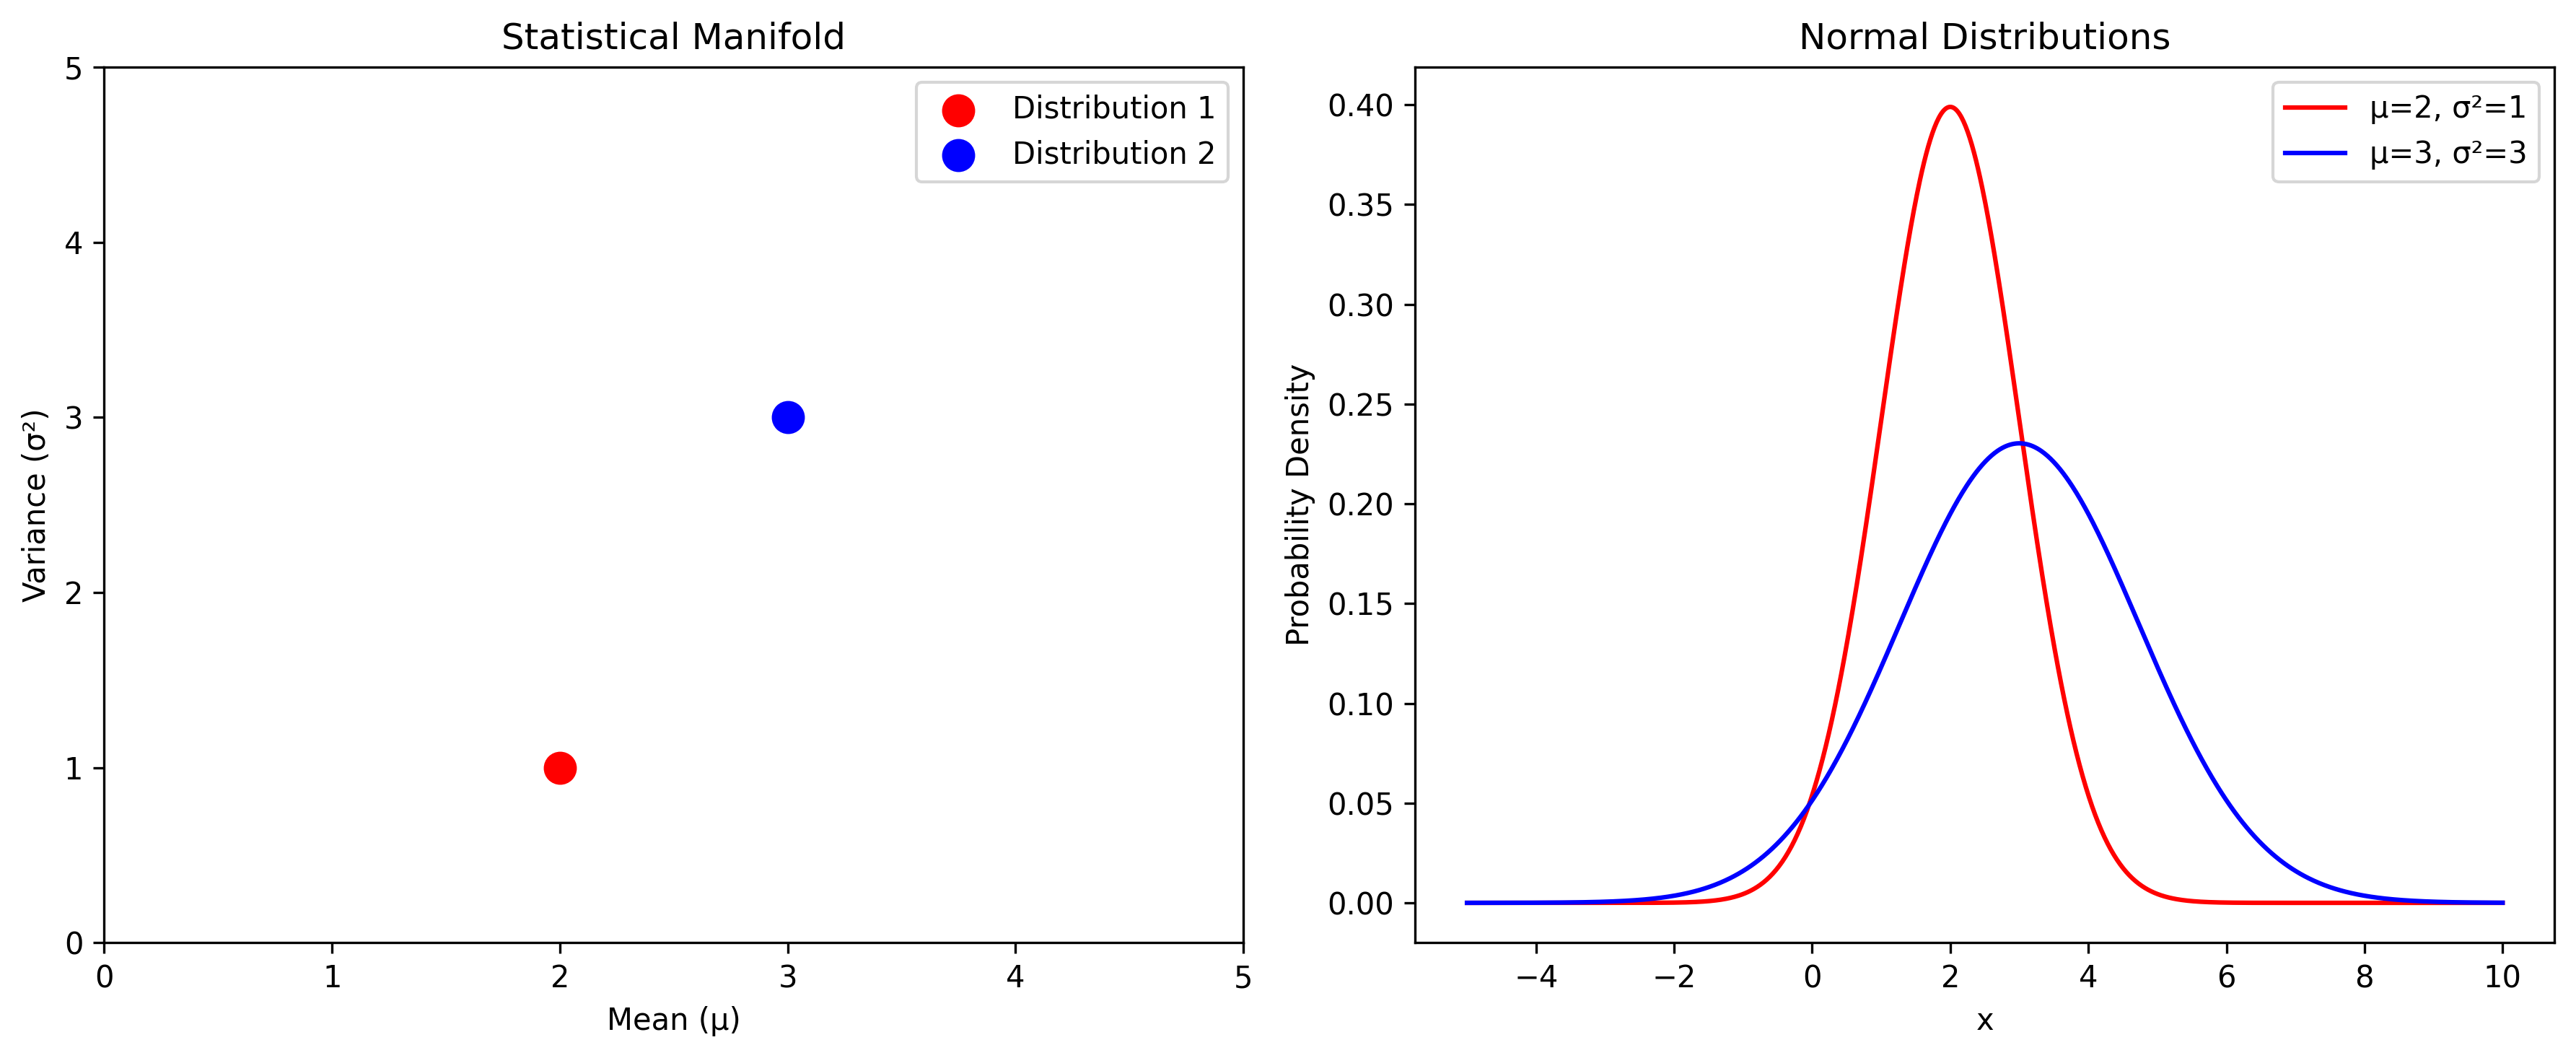 Statistical Manifold
5
4
3
2
1
0
Variance (σ²)
Distribution 1
Distribution 2
0 1 2 3 4 5
Mean (μ)
Normal Distributions
0.40
0.35
0.30
0.25
0.20
0.15
0.10
0.05
0.00
Probability Density
μ=2, σ²=1
μ=3, σ²=3
−4 −2 0 2 4 6 8 10
x